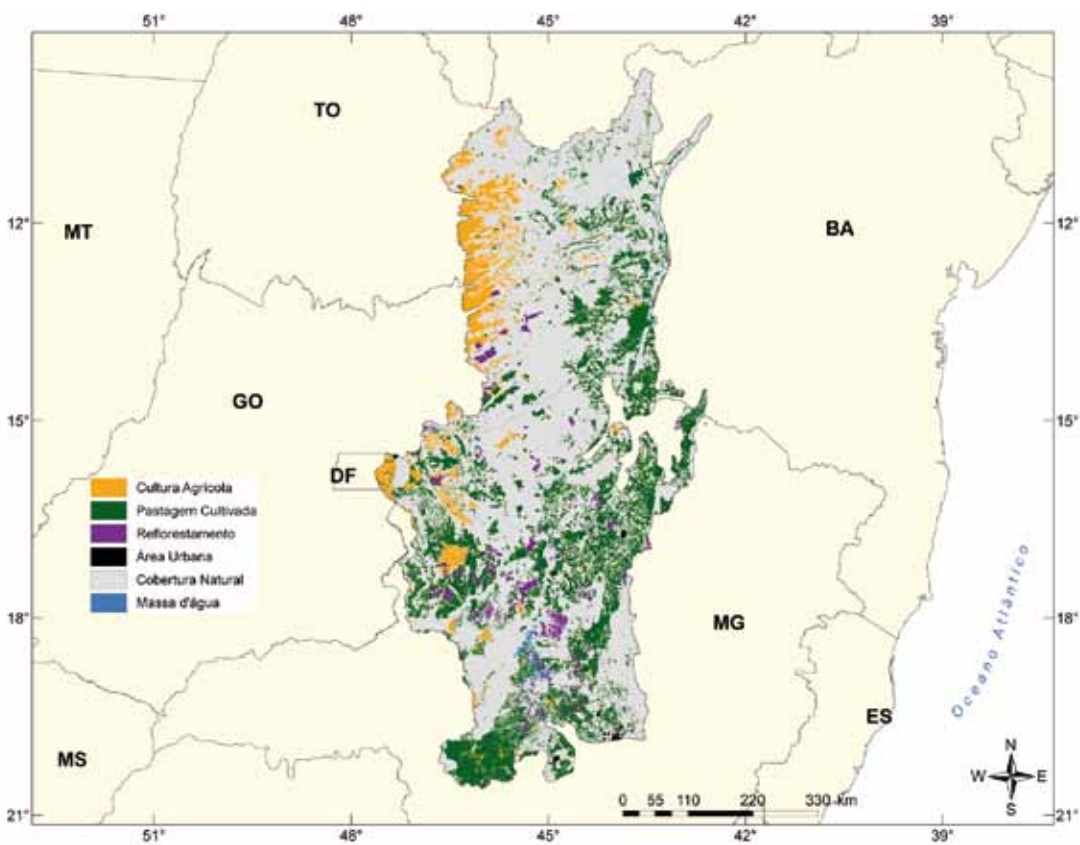 51° 48° 45° 42° 39°
TO
12° 12°
MT BA
GO
15° 15°
DF
Cultura Agrícola
Pastagem Cultivada
Reflorestamento
Área Urbana
Cobertura Natural
Massa d'água
18° 18°
MG
Oceano Atlântico
ES
MS
N
W E
S
0 55 110 220 330 km
21° 21°
51° 48° 45° 42° 39°